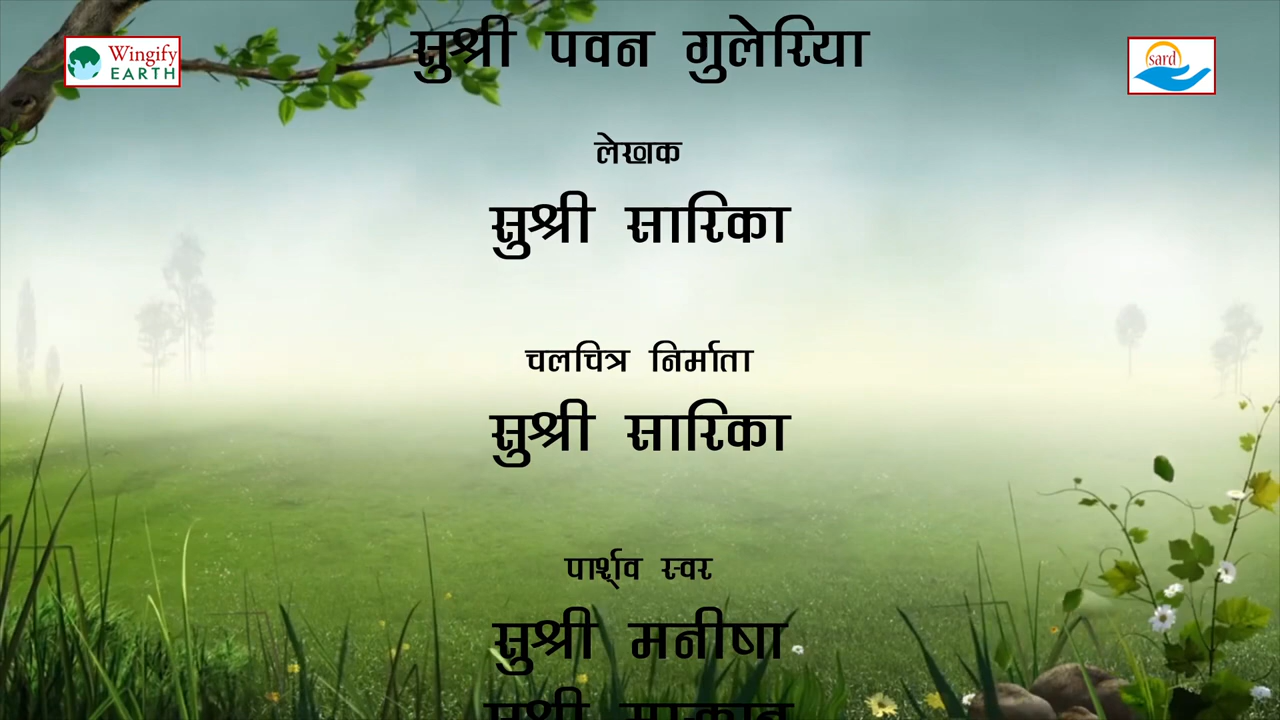 सुश्री पवन गुलेरिया
Wingify
EARTH
sard
लेखक
सुश्री सारिका
चलचित्र निर्माता
सुश्री सारिका
पार्श्व स्वर
सुश्री मनीषा
सुश्री